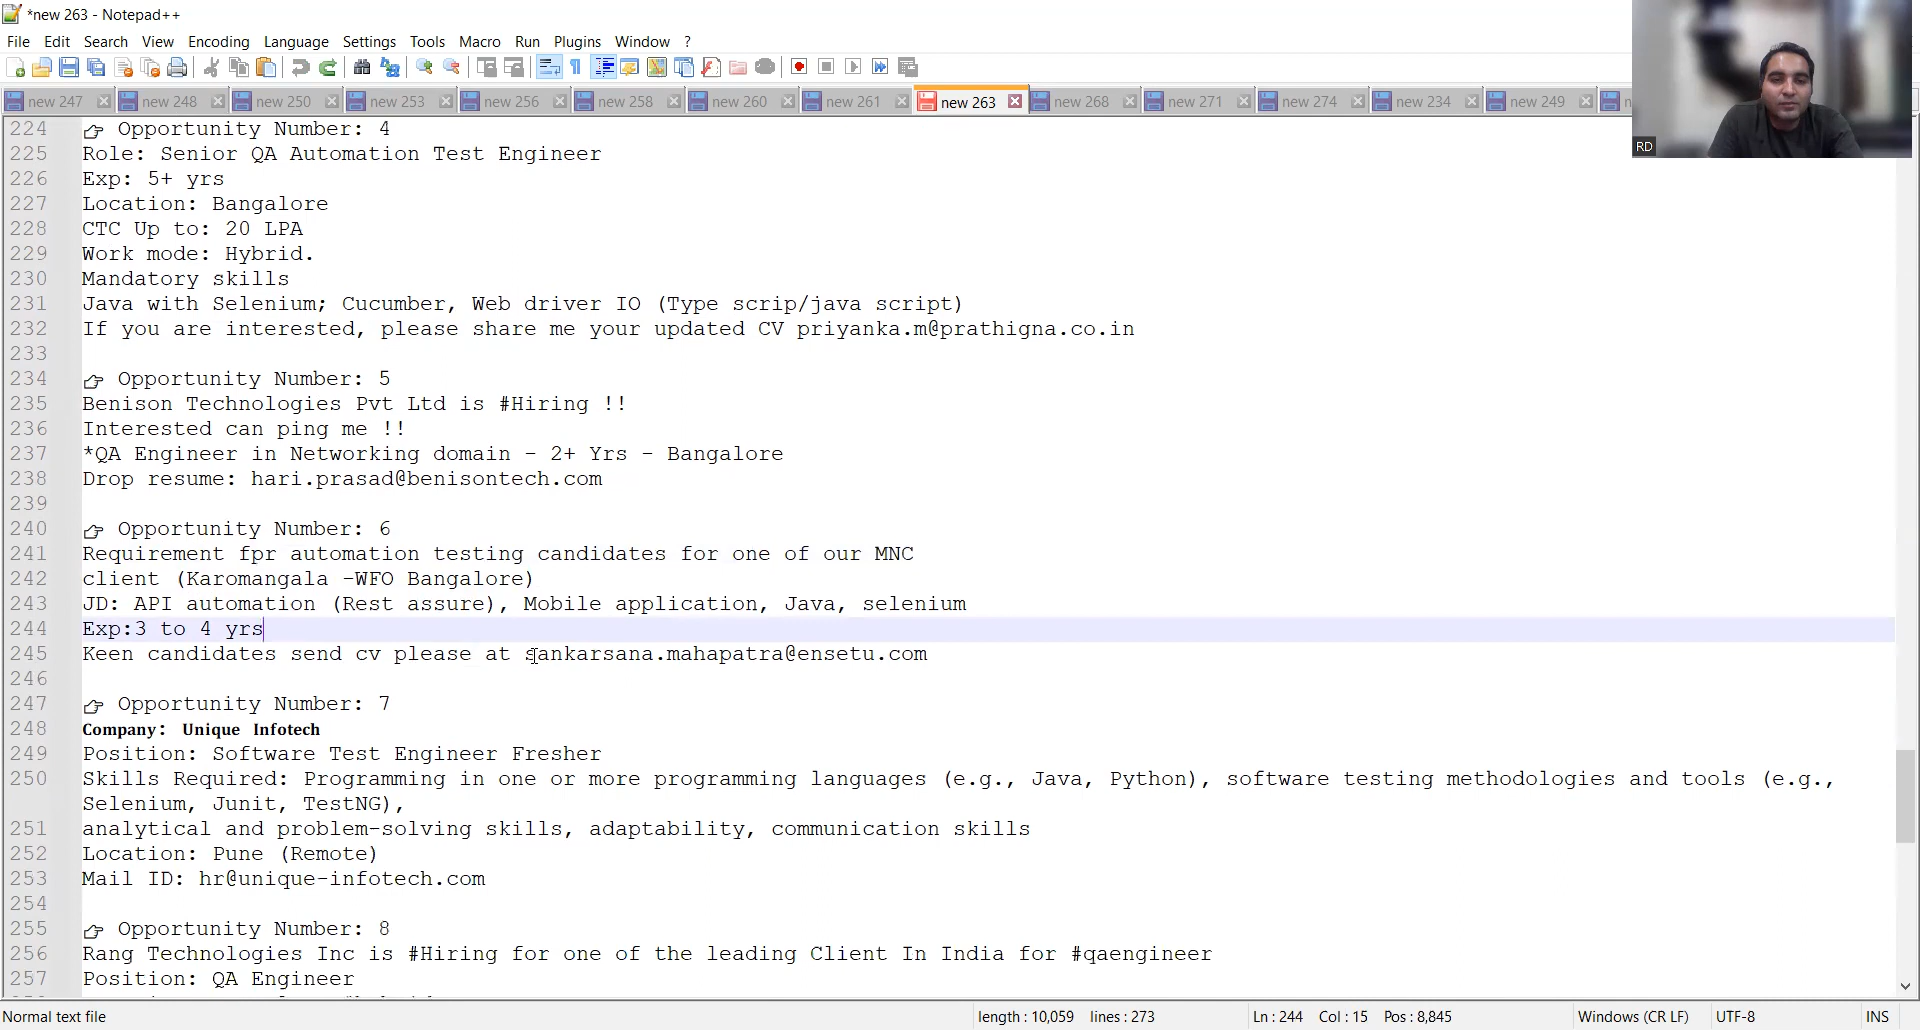 *new 263 - Notepad++
File Edit Search View Encoding Language Settings Tools Macro Run Plugins Window ?
new 247 new 248 new 250 new 253 new 256 new 258 new 260 new 261 new 263 new 268 new 271 new 274 new 234 new 249
RD
224 👉 Opportunity Number: 4
225 Role: Senior QA Automation Test Engineer
226 Exp: 5+ yrs
227 Location: Bangalore
228 CTC Up to: 20 LPA
229 Work mode: Hybrid.
230 Mandatory skills
231 Java with Selenium; Cucumber, Web driver IO (Type scrip/java script)
232 If you are interested, please share me your updated CV priyanka.m@prathigna.co.in
233
234 👉 Opportunity Number: 5
235 Benison Technologies Pvt Ltd is #Hiring !!
236 Interested can ping me !!
237 *QA Engineer in Networking domain - 2+ Yrs - Bangalore
238 Drop resume: hari.prasad@benisontech.com
239
240 👉 Opportunity Number: 6
241 Requirement fpr automation testing candidates for one of our MNC
242 client (Karomangala -WFO Bangalore)
243 JD: API automation (Rest assure), Mobile application, Java, selenium
244 Exp:3 to 4 yrs
245 Keen candidates send cv please at sankarsana.mahapatra@ensetu.com
246
247 👉 Opportunity Number: 7
248 Company: Unique Infotech
249 Position: Software Test Engineer Fresher
250 Skills Required: Programming in one or more programming languages (e.g., Java, Python), software testing methodologies and tools (e.g.,
Selenium, Junit, TestNG),
251 analytical and problem-solving skills, adaptability, communication skills
252 Location: Pune (Remote)
253 Mail ID: hr@unique-infotech.com
254
255 👉 Opportunity Number: 8
256 Rang Technologies Inc is #Hiring for one of the leading Client In India for #qaengineer
257 Position: QA Engineer
Normal text file length : 10,059 lines : 273 Ln : 244 Col : 15 Pos : 8,845 Windows (CR LF) UTF-8 INS